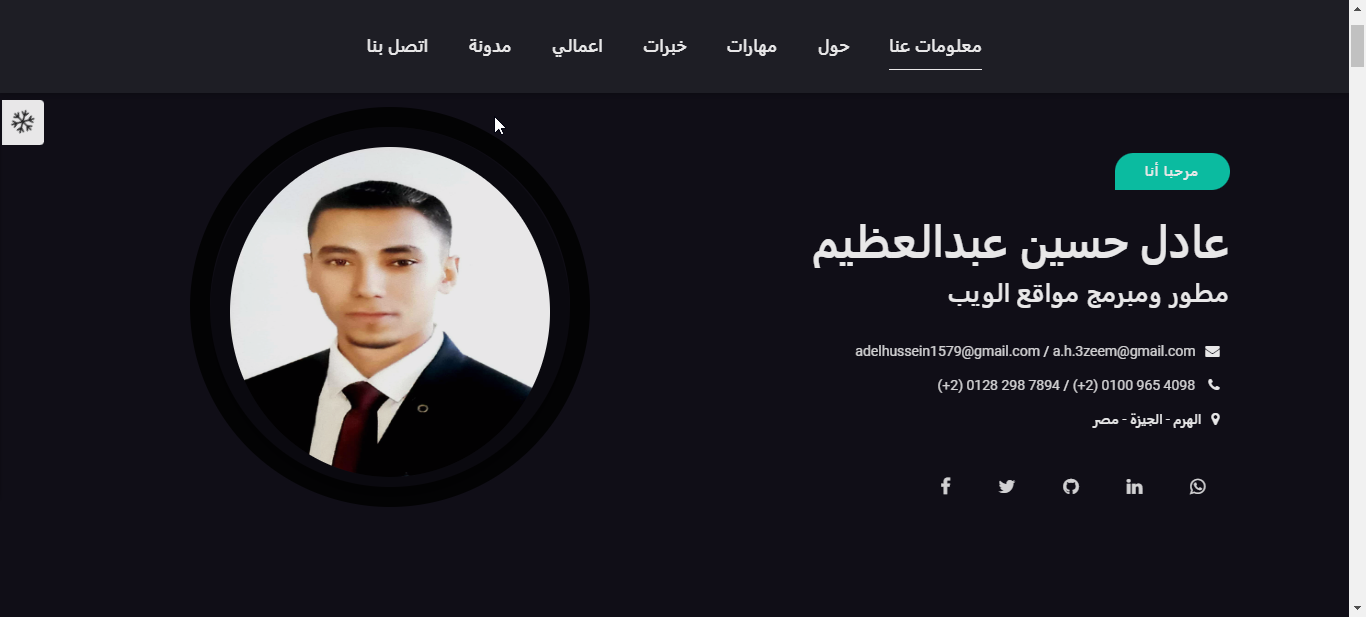 معلومات عنا حول مهارات خبرات اعمالي مدونة اتصل بنا
مرحبا أنا
عادل حسين عبدالعظيم
مطور ومبرمج مواقع الويب
adelhussein1579@gmail.com / a.h.3zeem@gmail.com
(+2) 0128 298 7894 / (+2) 0100 965 4098
الهرم - الجيزة - مصر